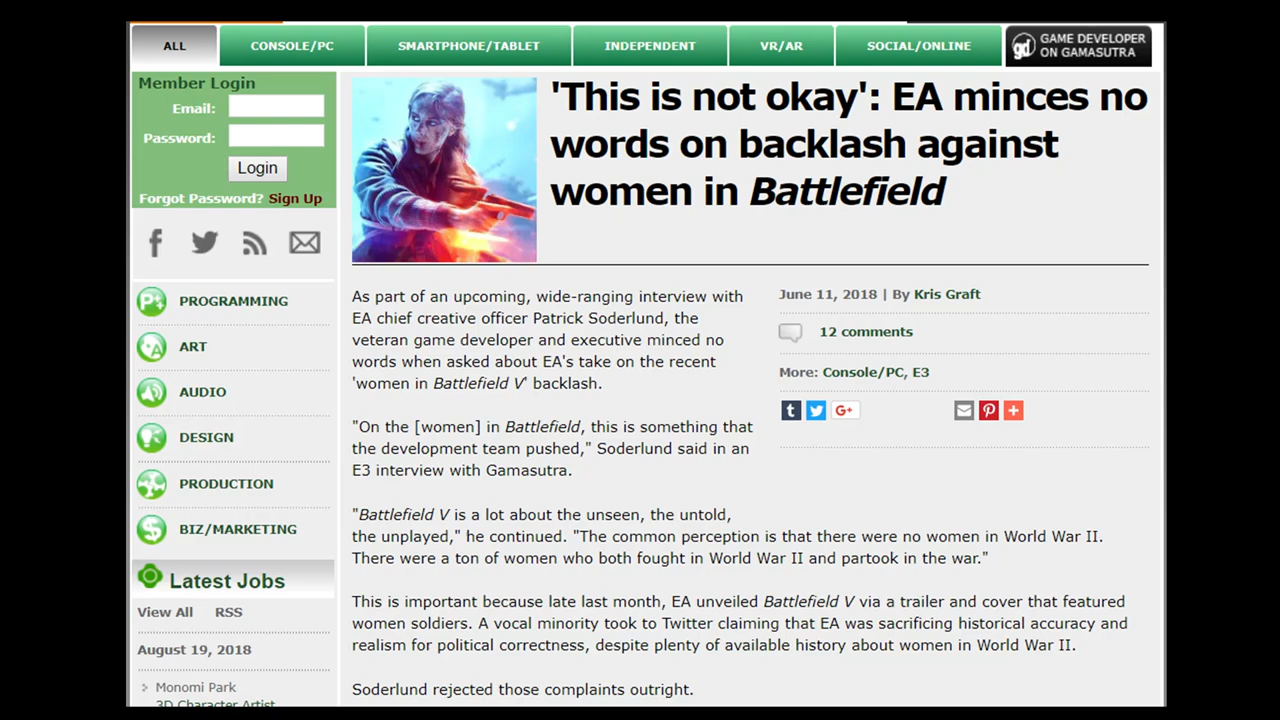 ALL
CONSOLE/PC
SMARTPHONE/TABLET
INDEPENDENT
VR/AR
SOCIAL/ONLINE
gd GAME DEVELOPER
ON GAMASUTRA
Member Login
Email:
Password:
Login
Forgot Password? Sign Up
PROGRAMMING
ART
AUDIO
DESIGN
PRODUCTION
BIZ/MARKETING
Latest Jobs
View All RSS
August 19, 2018
Monomi Park
3D Character Artist
'This is not okay': EA minces no
words on backlash against
women in Battlefield
June 11, 2018 | By Kris Graft
12 comments
More: Console/PC, E3
As part of an upcoming, wide-ranging interview with
EA chief creative officer Patrick Soderlund, the
veteran game developer and executive minced no
words when asked about EA's take on the recent
'women in Battlefield V' backlash.
"On the [women] in Battlefield, this is something that
the development team pushed," Soderlund said in an
E3 interview with Gamasutra.
"Battlefield V is a lot about the unseen, the untold,
the unplayed," he continued. "The common perception is that there were no women in World War II.
There were a ton of women who both fought in World War II and partook in the war."
This is important because late last month, EA unveiled Battlefield V via a trailer and cover that featured
women soldiers. A vocal minority took to Twitter claiming that EA was sacrificing historical accuracy and
realism for political correctness, despite plenty of available history about women in World War II.
Soderlund rejected those complaints outright.